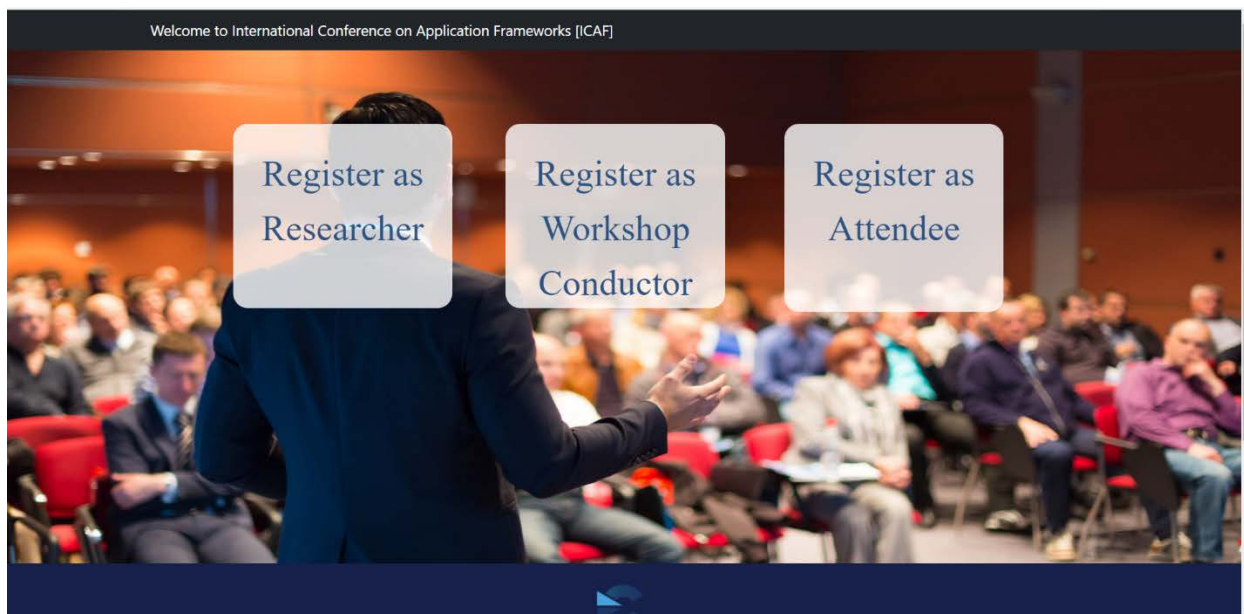 Welcome to International Conference on Application Frameworks [ICAF]
Register as
Researcher
Register as
Workshop
Conductor
Register as
Attendee